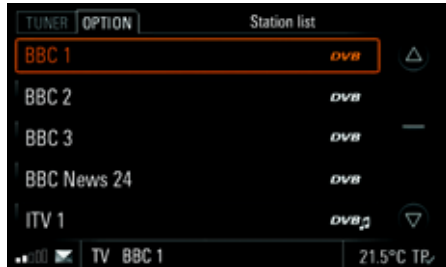 TUNER OPTION Station list
BBC 1 DVB
BBC 2 DVB
BBC 3 DVB
BBC News 24 DVB
ITV 1 DVB
TV BBC 1 21.5°C TP